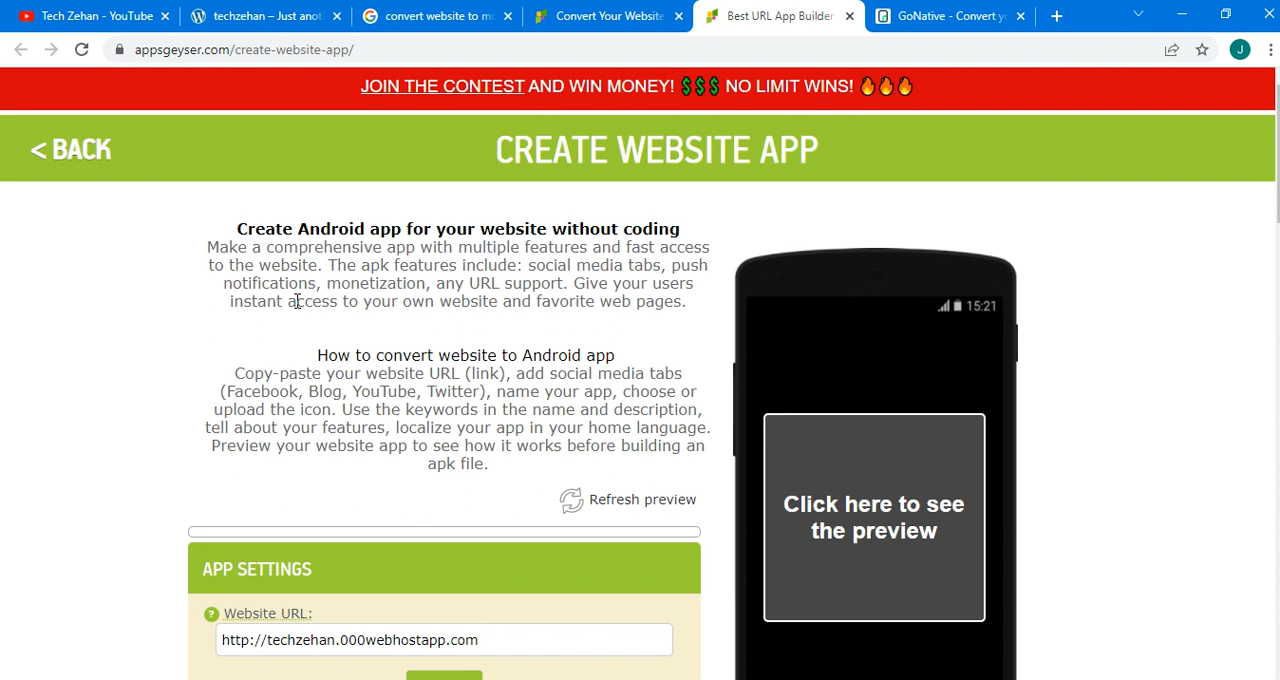 Tech Zehan - YouTube
techzehan – Just anot
convert website to mo
Convert Your Website
Best URL App Builder
GoNative - Convert yo
appsgeyser.com/create-website-app/
J
JOIN THE CONTEST AND WIN MONEY! 💲💲💲 NO LIMIT WINS! 🔥🔥🔥
< BACK
CREATE WEBSITE APP
Create Android app for your website without coding
Make a comprehensive app with multiple features and fast access
to the website. The apk features include: social media tabs, push
notifications, monetization, any URL support. Give your users
instant access to your own website and favorite web pages.
How to convert website to Android app
Copy-paste your website URL (link), add social media tabs
(Facebook, Blog, YouTube, Twitter), name your app, choose or
upload the icon. Use the keywords in the name and description,
tell about your features, localize your app in your home language.
Preview your website app to see how it works before building an
apk file.
Refresh preview
APP SETTINGS
? Website URL:
http://techzehan.000webhostapp.com
15:21
Click here to see
the preview